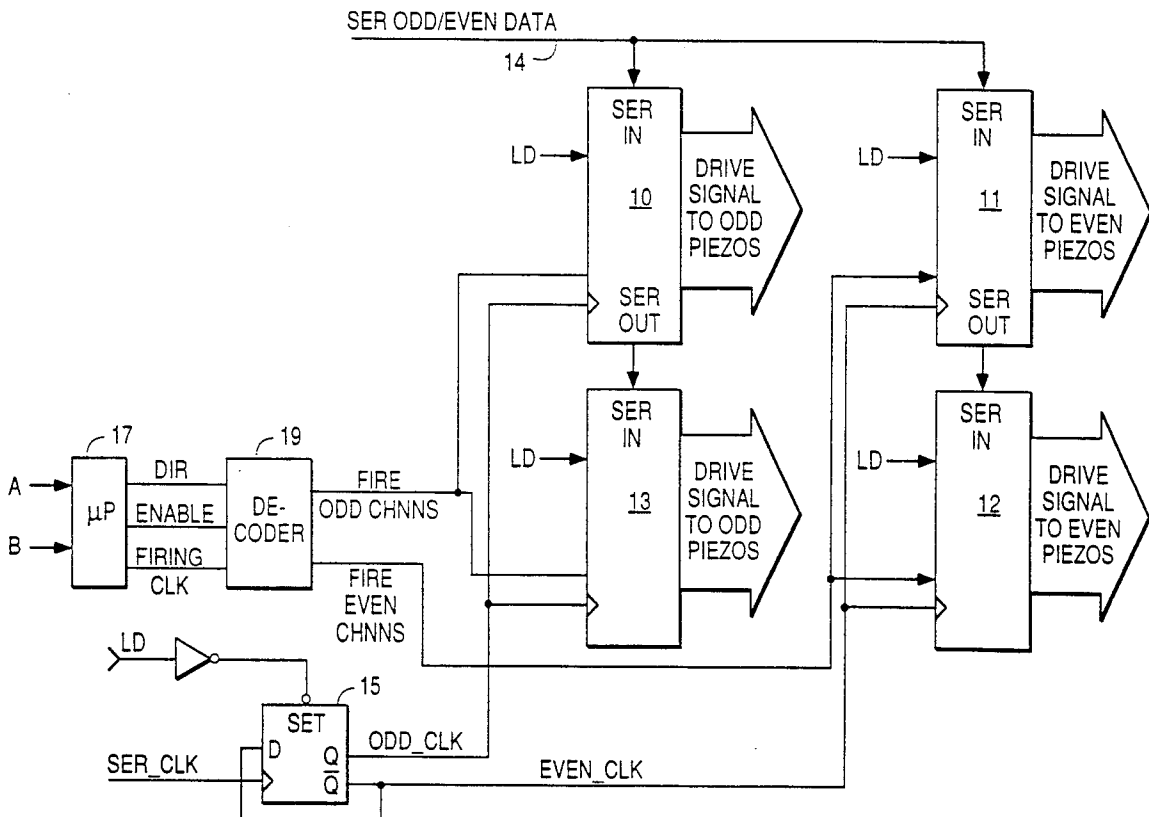 SER ODD/EVEN DATA
14
SER
IN
LD
10
SER
OUT
DRIVE
SIGNAL
TO ODD
PIEZOS
SER
IN
LD
11
SER
OUT
DRIVE
SIGNAL
TO EVEN
PIEZOS
SER
IN
LD
13
DRIVE
SIGNAL
TO ODD
PIEZOS
SER
IN
LD
12
DRIVE
SIGNAL
TO EVEN
PIEZOS
17
A
B
µP
DIR
ENABLE
FIRING
CLK
19
DE-
CODER
FIRE
ODD CHNNS
FIRE
EVEN
CHNNS
LD
15
SET
D
Q
Q̅
SER_CLK
ODD_CLK
EVEN_CLK